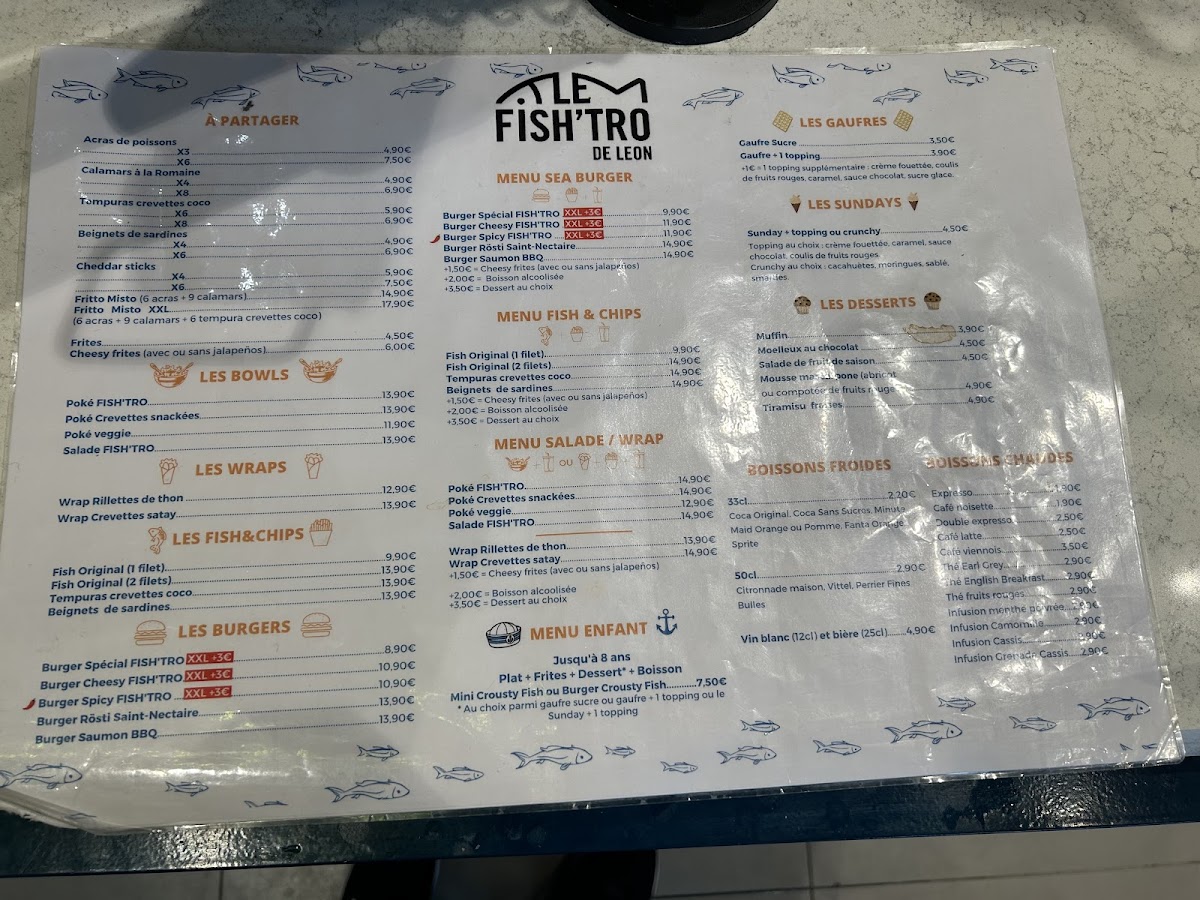 À PARTAGER
Acras de poissons
X3 4,90€
X6 7,50€
Calamars à la Romaine
X4 4,90€
X8 6,90€
Tempuras crevettes coco
X6 5,90€
X8 6,90€
Beignets de sardines
X4 4,90€
X6 6,90€
Cheddar sticks
X4 5,90€
X6 7,50€
Fritto Misto (6 acras + 9 calamars) 14,90€
Fritto Misto XXL 17,90€
(6 acras + 9 calamars + 6 tempura crevettes coco)
Frites 4,50€
Cheesy frites (avec ou sans jalapeños) 6,00€
LES BOWLS
Poké FISH'TRO 13,90€
Poké Crevettes snackées 13,90€
Poké veggie 11,90€
Salade FISH'TRO 13,90€
LES WRAPS
Wrap Rillettes de thon 12,90€
Wrap Crevettes satay 13,90€
LES FISH&CHIPS
Fish Original (1 filet) 9,90€
Fish Original (2 filets) 13,90€
Tempuras crevettes coco 13,90€
Beignets de sardines 13,90€
LES BURGERS
Burger Spécial FISH'TRO XXL +3€ 8,90€
Burger Cheesy FISH'TRO XXL +3€ 10,90€
Burger Spicy FISH'TRO XXL +3€ 10,90€
Burger Rösti Saint-Nectaire 13,90€
Burger Saumon BBQ 13,90€
LE
FISH'TRO
DE LEON
MENU SEA BURGER
+ +
Burger Spécial FISH'TRO XXL +3€ 9,90€
Burger Cheesy FISH'TRO XXL +3€ 11,90€
Burger Spicy FISH'TRO XXL +3€ 11,90€
Burger Rösti Saint-Nectaire 14,90€
Burger Saumon BBQ 14,90€
+1,50€ = Cheesy frites (avec ou sans jalapeños)
+2,00€ = Boisson alcoolisée
+3,50€ = Dessert au choix
MENU FISH & CHIPS
+ +
Fish Original (1 filet) 9,90€
Fish Original (2 filets) 14,90€
Tempuras crevettes coco 14,90€
Beignets de sardines 14,90€
+1,50€ = Cheesy frites (avec ou sans jalapeños)
+2,00€ = Boisson alcoolisée
+3,50€ = Dessert au choix
MENU SALADE / WRAP
+ OU + +
Poké FISH'TRO 14,90€
Poké Crevettes snackées 14,90€
Poké veggie 12,90€
Salade FISH'TRO 14,90€
Wrap Rillettes de thon 13,90€
Wrap Crevettes satay 14,90€
+1,50€ = Cheesy frites (avec ou sans jalapeños)
+2,00€ = Boisson alcoolisée
+3,50€ = Dessert au choix
MENU ENFANT
Jusqu'à 8 ans
Plat + Frites + Dessert* + Boisson
Mini Crousty Fish ou Burger Crousty Fish 7,50€
* Au choix parmi gaufre sucre ou gaufre + 1 topping ou le
Sunday + 1 topping
LES GAUFRES
Gaufre Sucre 3,50€
Gaufre + 1 topping 3,90€
+1€ = 1 topping supplémentaire : crème fouettée, coulis
de fruits rouges, caramel, sauce chocolat, sucre glace.
LES SUNDAYS
Sunday + topping ou crunchy 4,50€
Topping au choix : crème fouettée, caramel, sauce
chocolat, coulis de fruits rouges
Crunchy au choix : cacahuètes, moringues, sablé,
smarties.
LES DESSERTS
Muffin 3,90€
Moelleux au chocolat 4,50€
Salade de fruit de saison 4,50€
Mousse (abricot
ou compotée de fruits rouge 4,90€
Tiramisu 4,90€
BOISSONS FROIDES
33cl 2,20€
Coca Original, Coca Sans Sucres, Minute
Maid Orange ou Pomme, Fanta Orange
Sprite
50cl 2,90€
Citronnade maison, Vittel, Perrier Fines
Bulles
Vin blanc (12cl) et bière (25cl) 4,90€
BOISSONS CHAUDES
Expresso 1,90€
Café noisette 1,90€
Double expresso 2,50€
Café latte 2,50€
Café viennois 3,50€
Thé Earl Grey 2,90€
Thé English Breakfast 2,90€
Thé fruits rouges 2,90€
Infusion menthe poivrée 2,90€
Infusion Camomille 2,90€
Infusion Cassis 2,90€
Infusion Grenade Cassis 2,90€